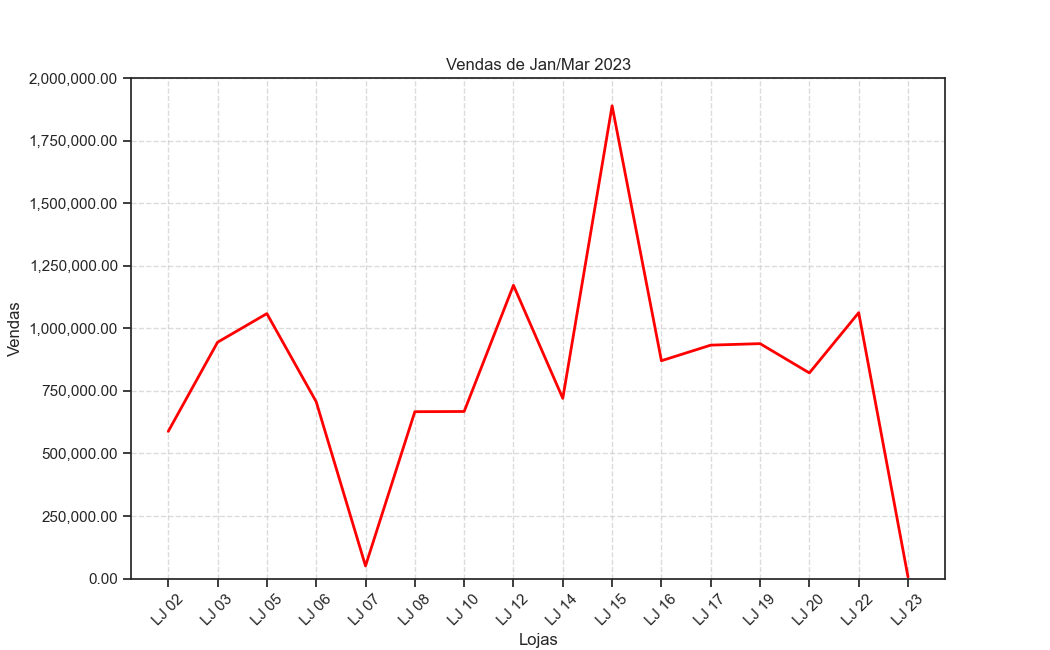 Vendas de Jan/Mar 2023
2,000,000.00
1,750,000.00
1,500,000.00
1,250,000.00
1,000,000.00
750,000.00
500,000.00
250,000.00
0.00
Vendas
LJ 02
LJ 03
LJ 05
LJ 06
LJ 07
LJ 08
LJ 10
LJ 12
LJ 14
LJ 15
LJ 16
LJ 17
LJ 19
LJ 20
LJ 22
LJ 23
Lojas